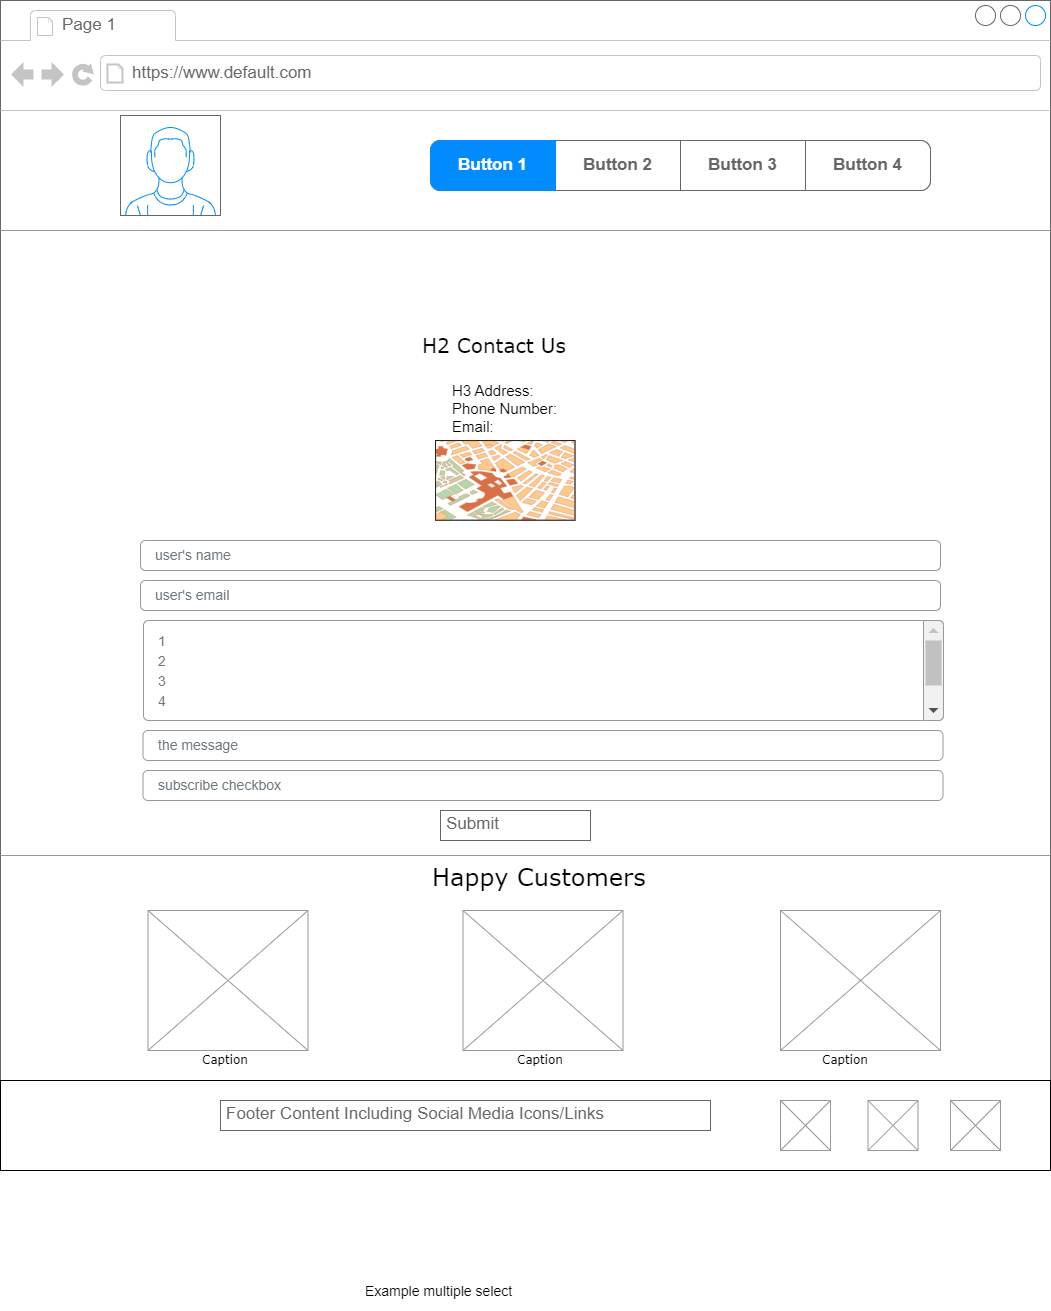 Page 1
https://www.default.com
Button 1 Button 2 Button 3 Button 4
H2 Contact Us
H3 Address:
Phone Number:
Email:
user's name
user's email
1
2
3
4
the message
subscribe checkbox
Submit
Happy Customers
Caption Caption Caption
Footer Content Including Social Media Icons/Links
Example multiple select